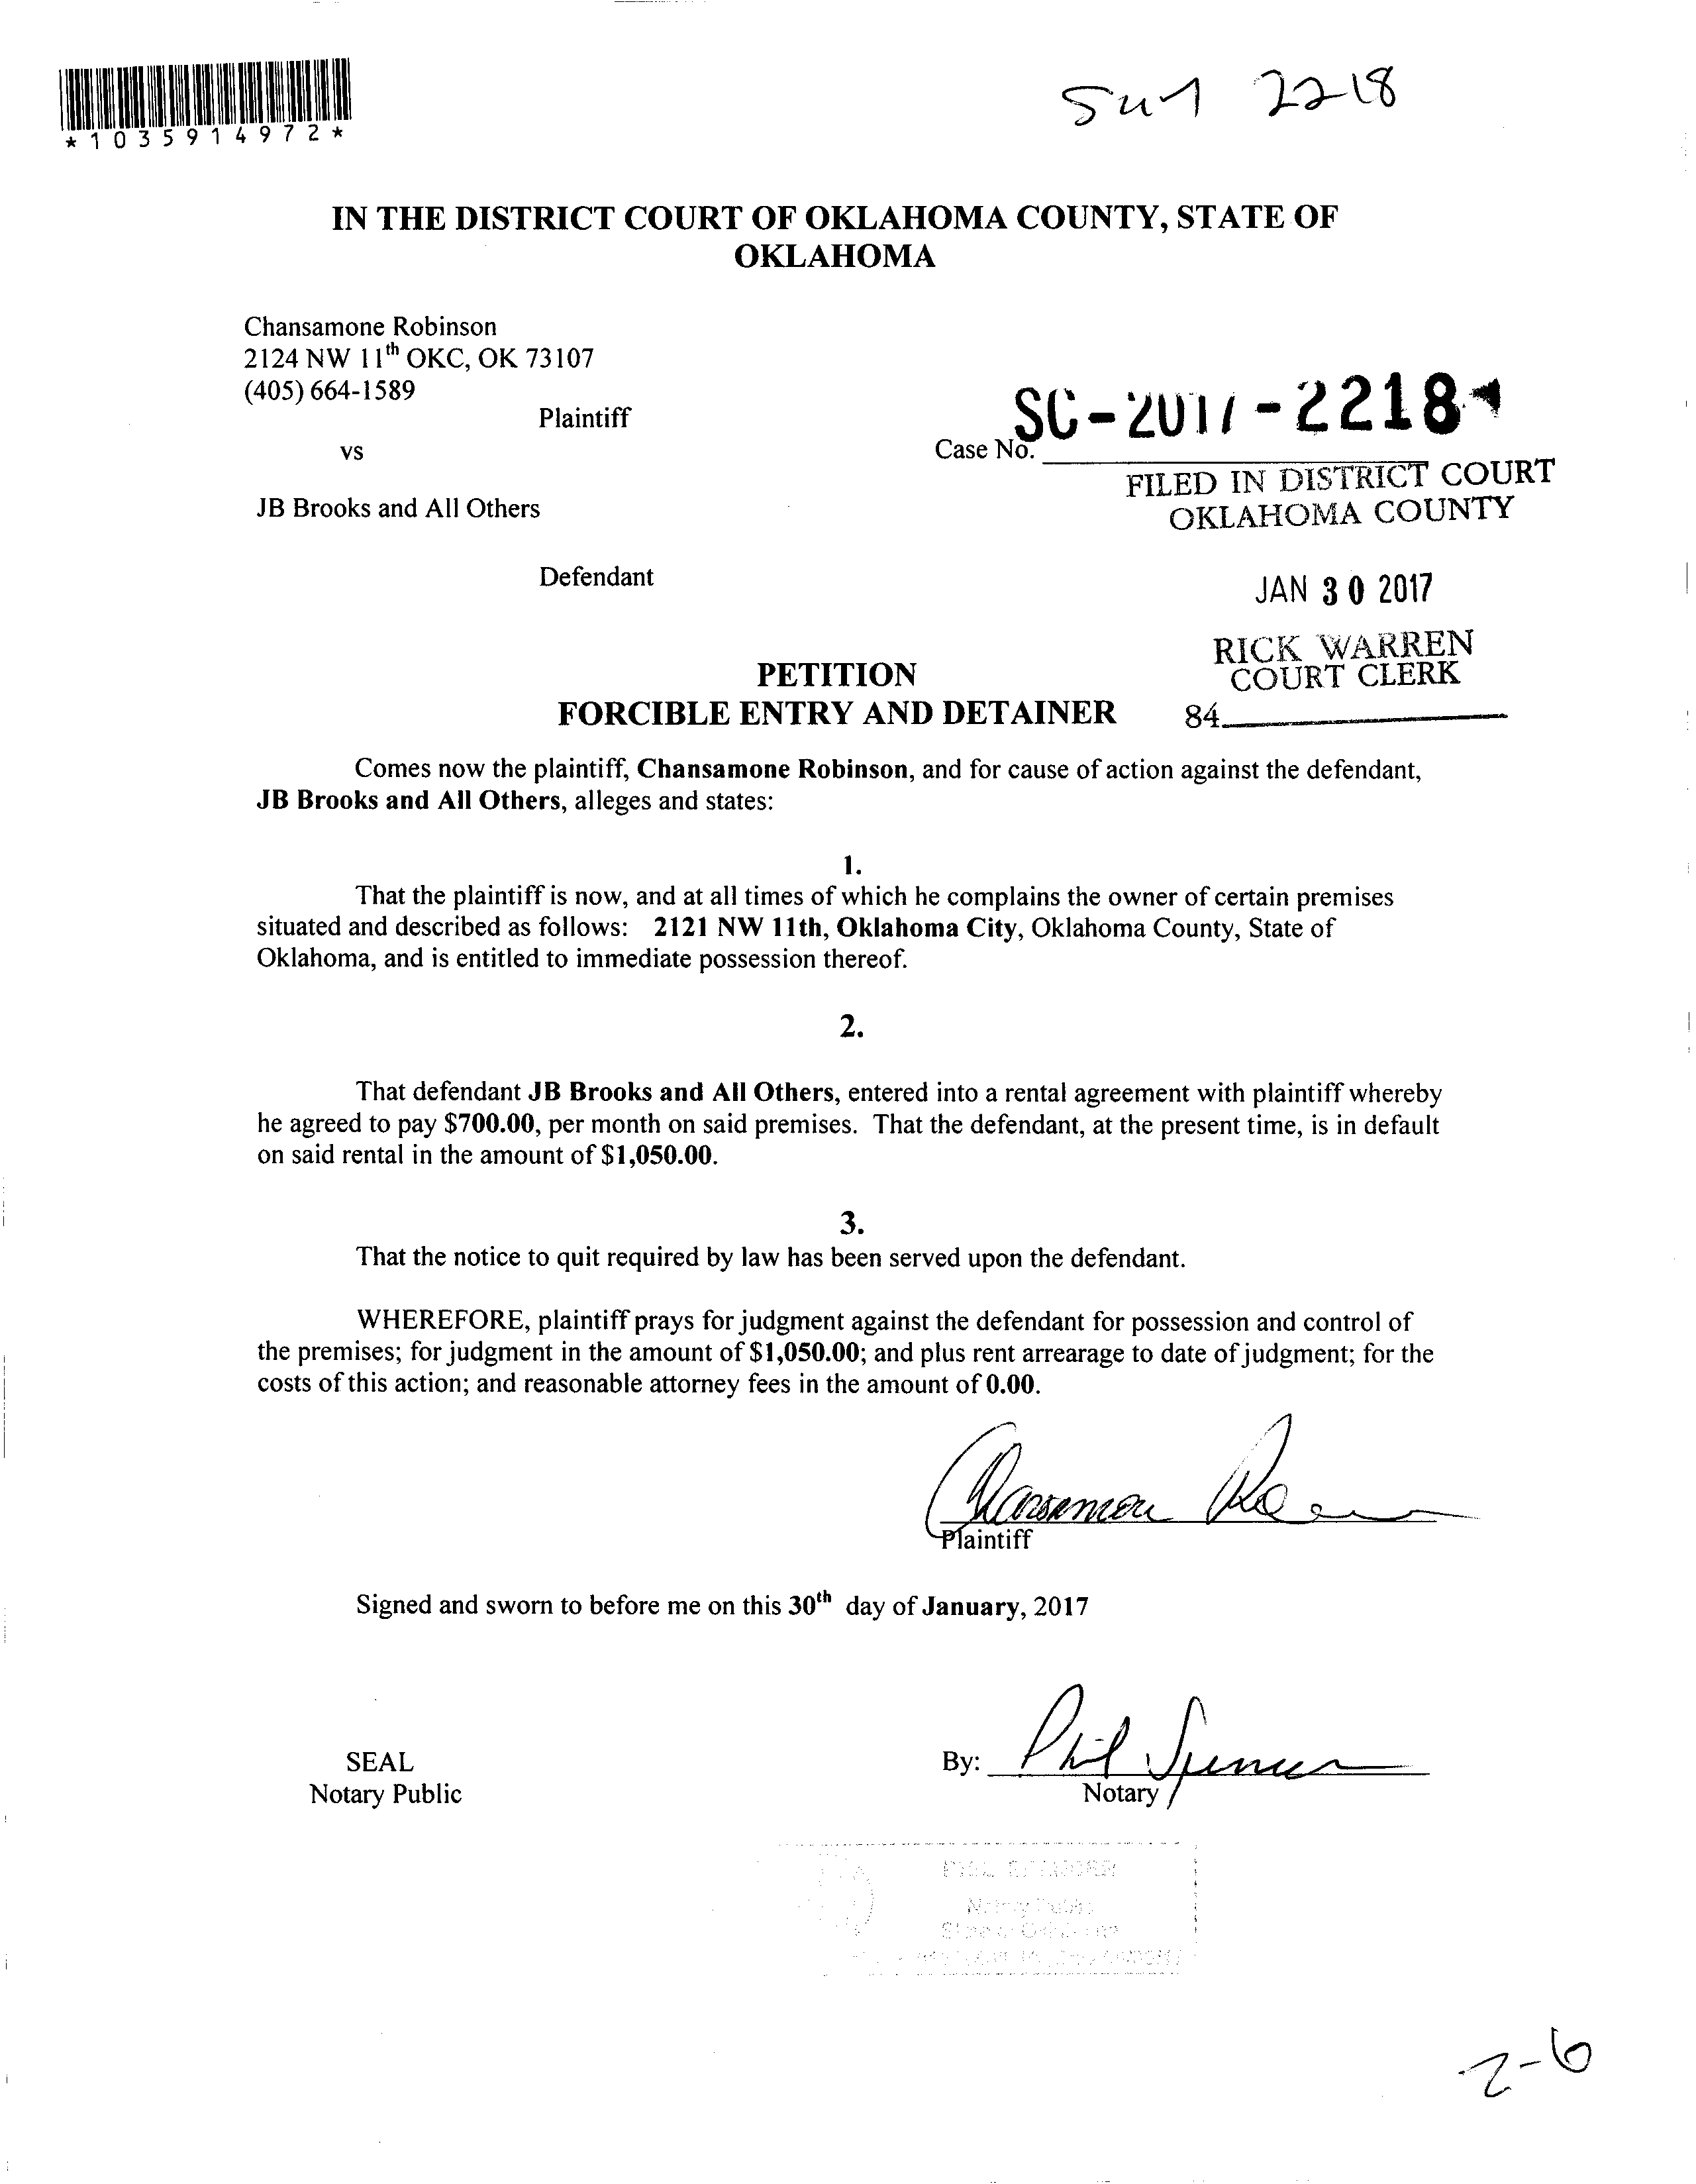 *1035914972*
2218
IN THE DISTRICT COURT OF OKLAHOMA COUNTY, STATE OF
OKLAHOMA
Chansamone Robinson
2124 NW 11th OKC, OK 73107
(405) 664-1589
Plaintiff
vs
SC-2017-2218
Case No.
FILED IN DISTRICT COURT
OKLAHOMA COUNTY
JB Brooks and All Others
Defendant
JAN 30 2017
RICK WARREN
COURT CLERK
84
PETITION
FORCIBLE ENTRY AND DETAINER
Comes now the plaintiff, Chansamone Robinson, and for cause of action against the defendant,
JB Brooks and All Others, alleges and states:
1.
That the plaintiff is now, and at all times of which he complains the owner of certain premises
situated and described as follows: 2121 NW 11th, Oklahoma City, Oklahoma County, State of
Oklahoma, and is entitled to immediate possession thereof.
2.
That defendant JB Brooks and All Others, entered into a rental agreement with plaintiff whereby
he agreed to pay $700.00, per month on said premises. That the defendant, at the present time, is in default
on said rental in the amount of $1,050.00.
3.
That the notice to quit required by law has been served upon the defendant.
WHEREFORE, plaintiff prays for judgment against the defendant for possession and control of
the premises; for judgment in the amount of $1,050.00; and plus rent arrearage to date of judgment; for the
costs of this action; and reasonable attorney fees in the amount of 0.00.
Plaintiff
Signed and sworn to before me on this 30th day of January, 2017
SEAL
Notary Public
By: Phil Spencer
Notary
Notary Public
2-6